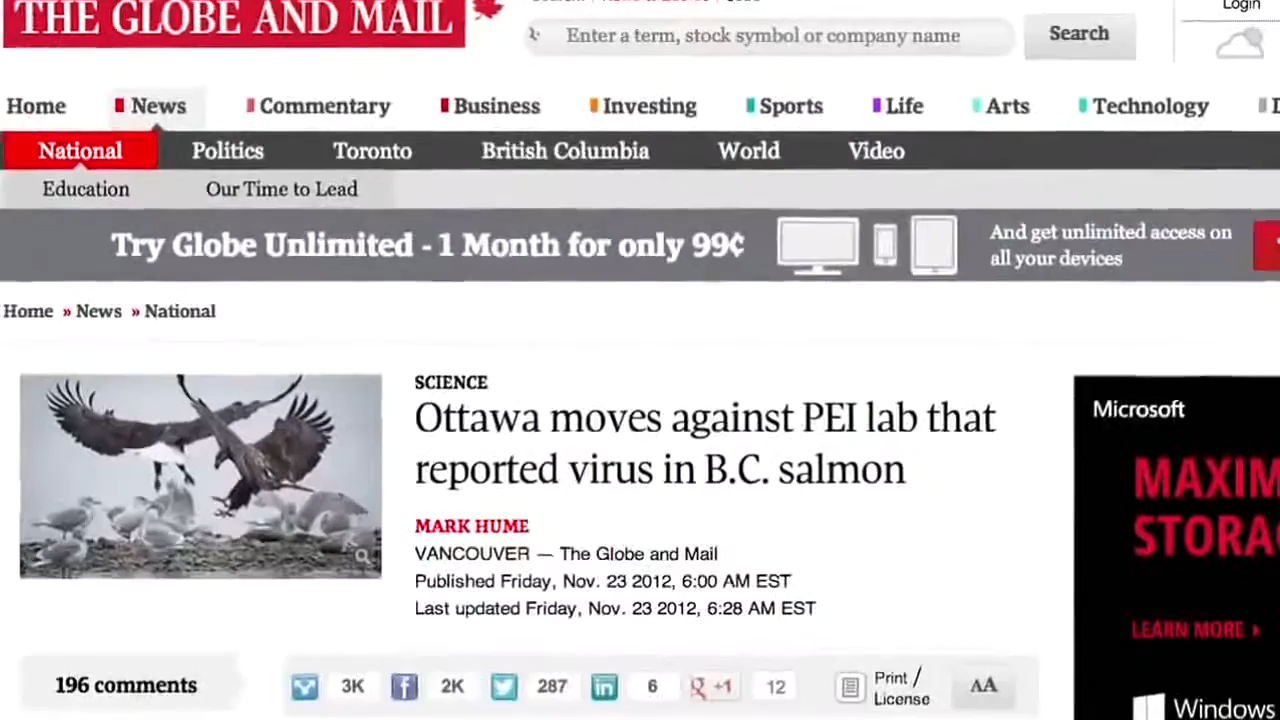 THE GLOBE AND MAIL
Enter a term, stock symbol or company name
Search
Login
Home
News
Commentary
Business
Investing
Sports
Life
Arts
Technology
National
Politics
Toronto
British Columbia
World
Video
Education
Our Time to Lead
Try Globe Unlimited - 1 Month for only 99¢
And get unlimited access on
all your devices
Home » News » National
SCIENCE
Ottawa moves against PEI lab that
reported virus in B.C. salmon
MARK HUME
VANCOUVER — The Globe and Mail
Published Friday, Nov. 23 2012, 6:00 AM EST
Last updated Friday, Nov. 23 2012, 6:28 AM EST
196 comments
3K
2K
287
in
6
+1
12
Print /
License
AA
Microsoft
MAXIM
STORA
LEARN MORE
Windows